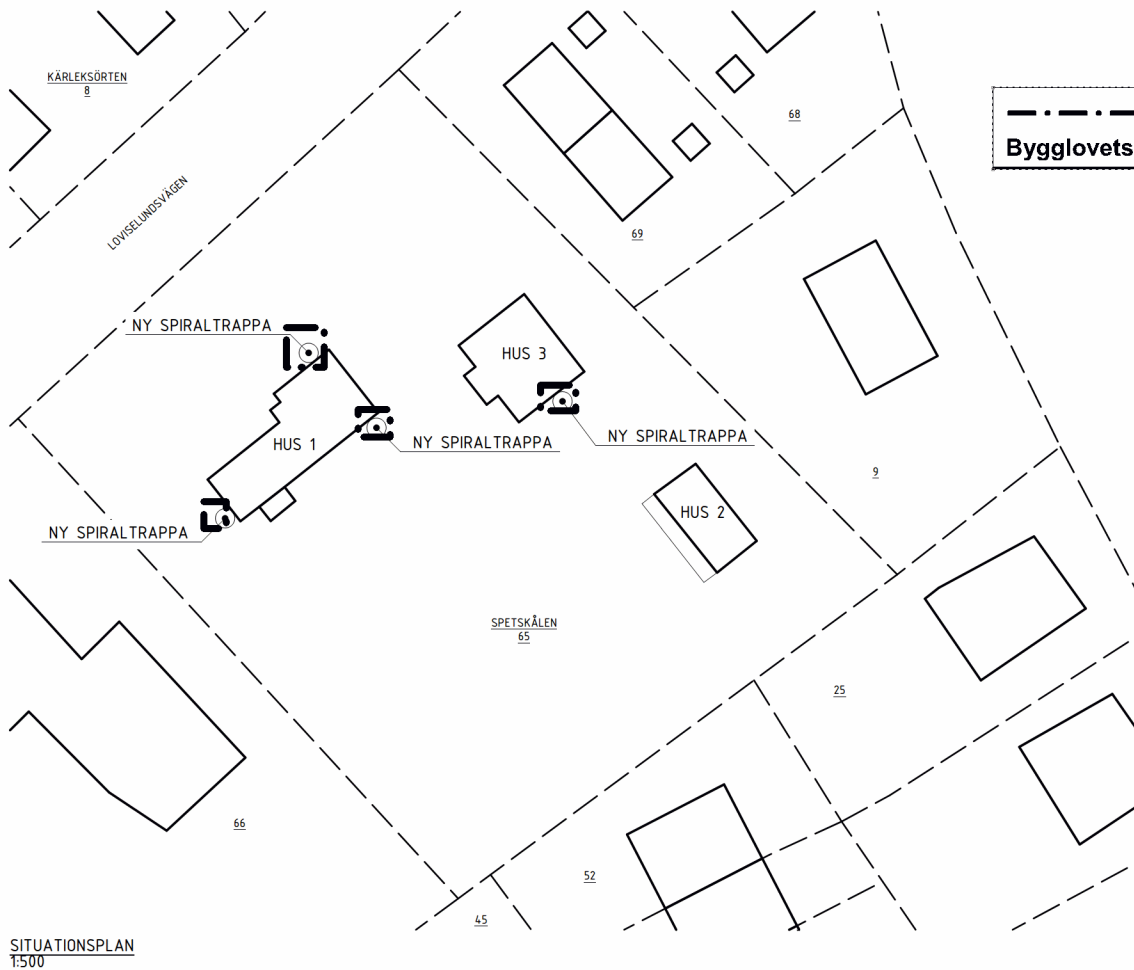 KÄRLEKSÖRTEN
8
68
Bygglovets
LOVISELUNDSVÄGEN
69
NY SPIRALTRAPPA
HUS 3
HUS 1
NY SPIRALTRAPPA
NY SPIRALTRAPPA
9
HUS 2
NY SPIRALTRAPPA
SPETSKÅLEN
65
25
66
52
45
SITUATIONSPLAN
1:500